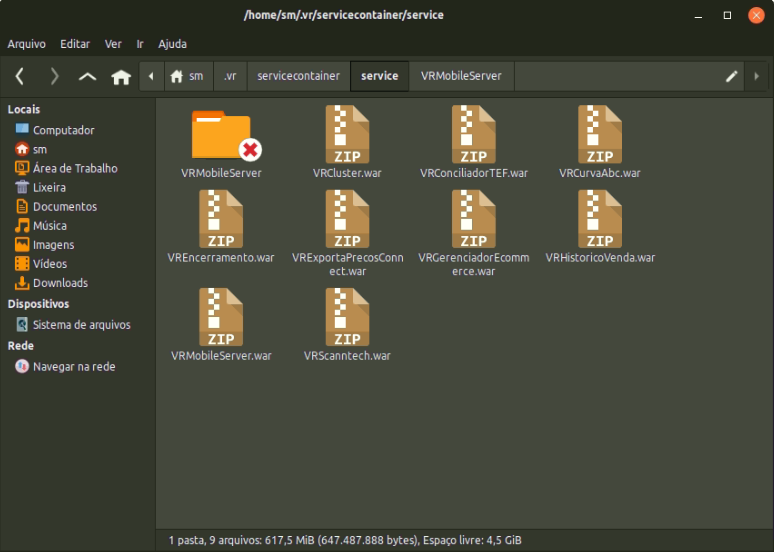 /home/sm/.vr/servicecontainer/service
Arquivo Editar Ver Ir Ajuda
sm .vr servicecontainer service VRMobileServer
Locais
Computador
sm
Área de Trabalho
Lixeira
Documentos
Música
Imagens
Vídeos
Downloads
Dispositivos
Sistema de arquivos
Rede
Navegar na rede
ZIP ZIP ZIP
VRMobileServer VRCluster.war VRConciliadorTEF.war VRCurvaAbc.war
ZIP ZIP ZIP ZIP
VREncerramento.war VRExportaPrecosConn VRGerenciadorEcomm VRHistoricoVenda.war
ect.war erce.war
ZIP ZIP
VRMobileServer.war VRScanntech.war
1 pasta, 9 arquivos: 617,5 MiB (647.487.888 bytes), Espaço livre: 4,5 GiB